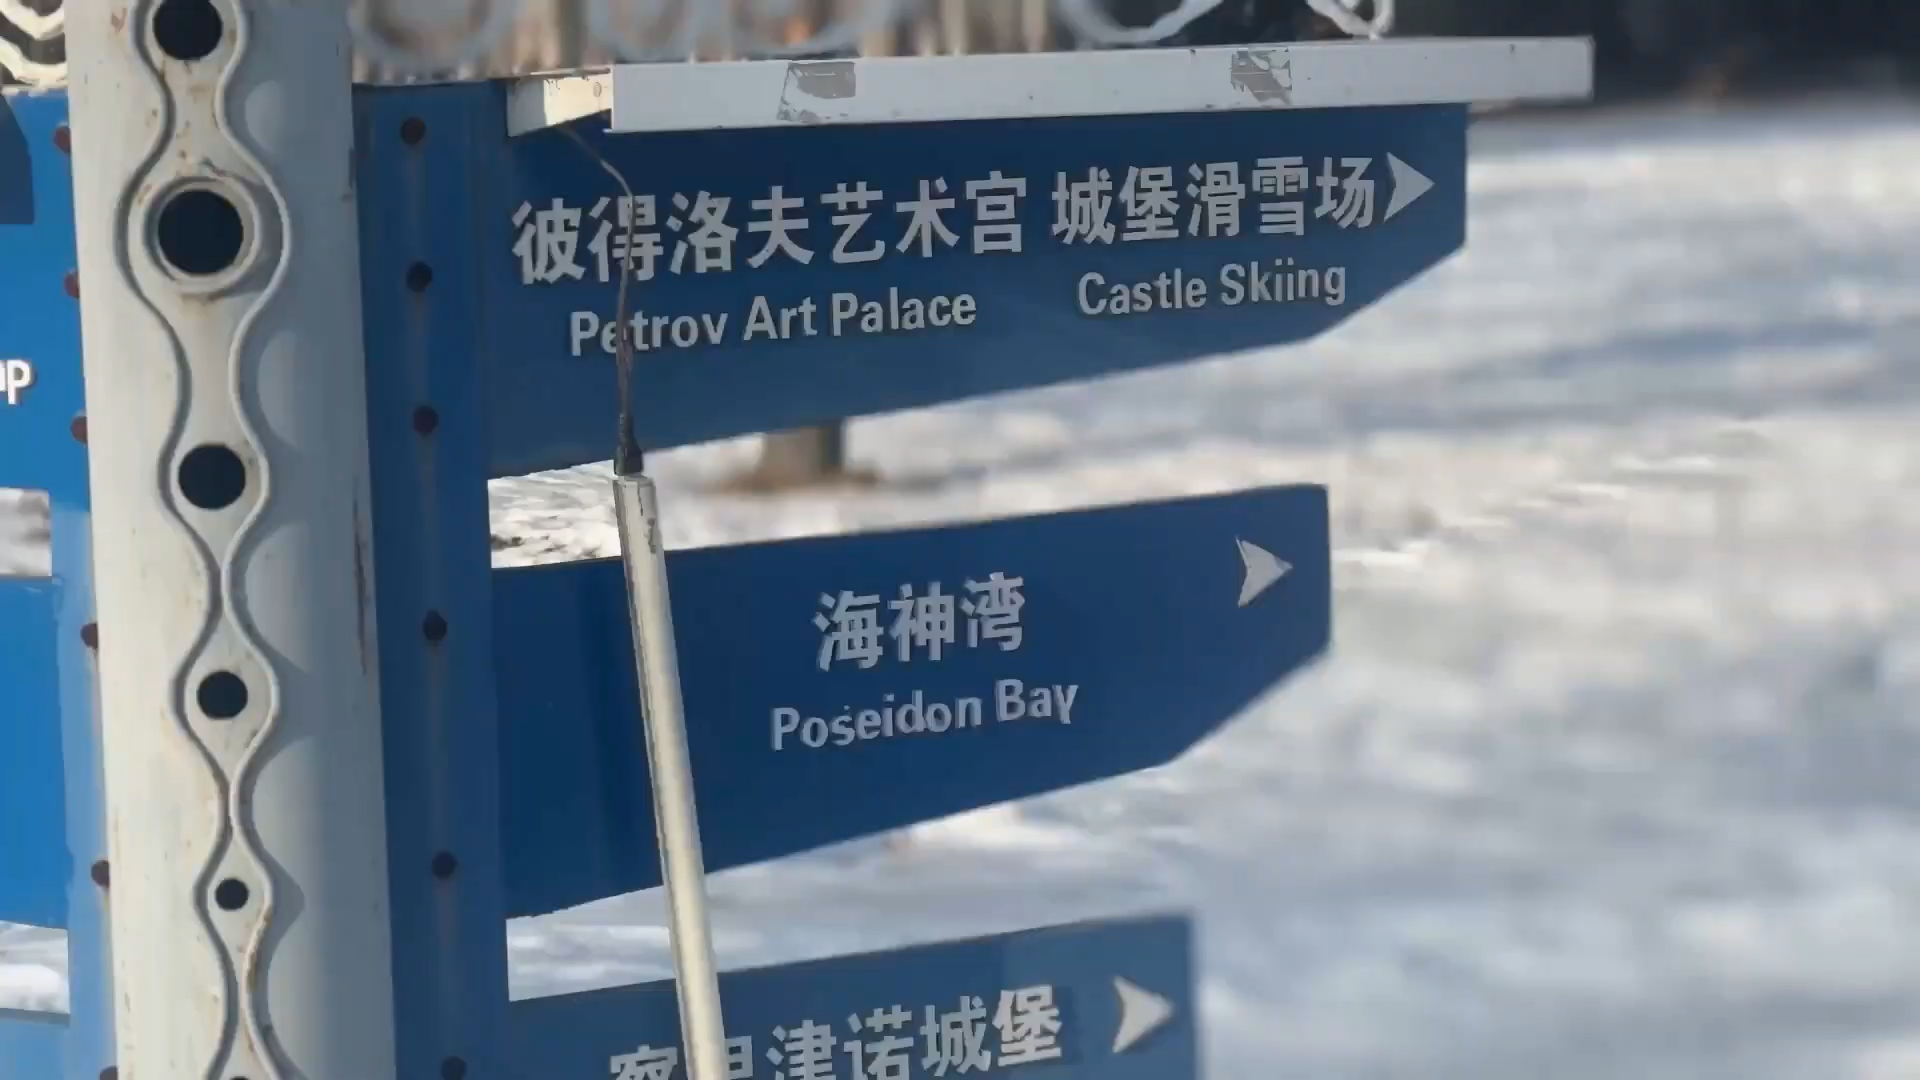 彼得洛夫艺术宫 城堡滑雪场
Petrov Art Palace Castle Skiing
海神湾
Poseidon Bay
津诺城堡